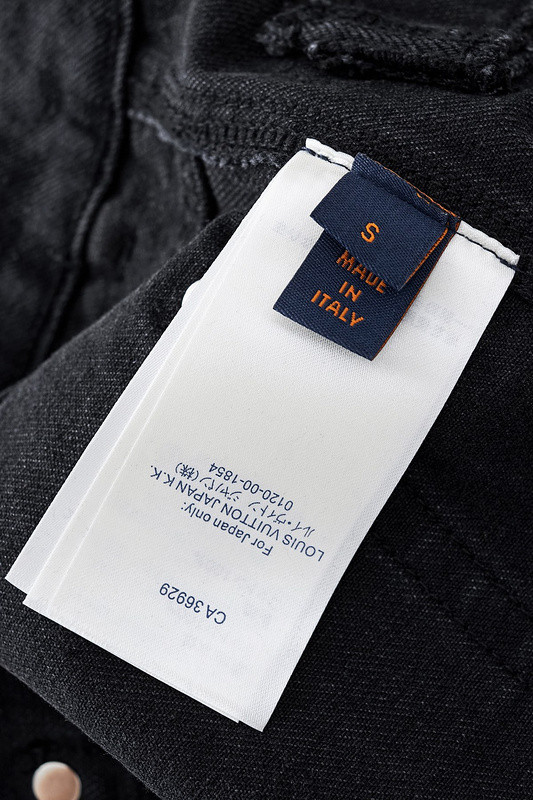 S
MADE
IN
ITALY
CA 36929
For Japan only:
LOUIS VUITTON JAPAN K.K.
ルイ・ヴィトン ジャパン(株)
0120-00-1854